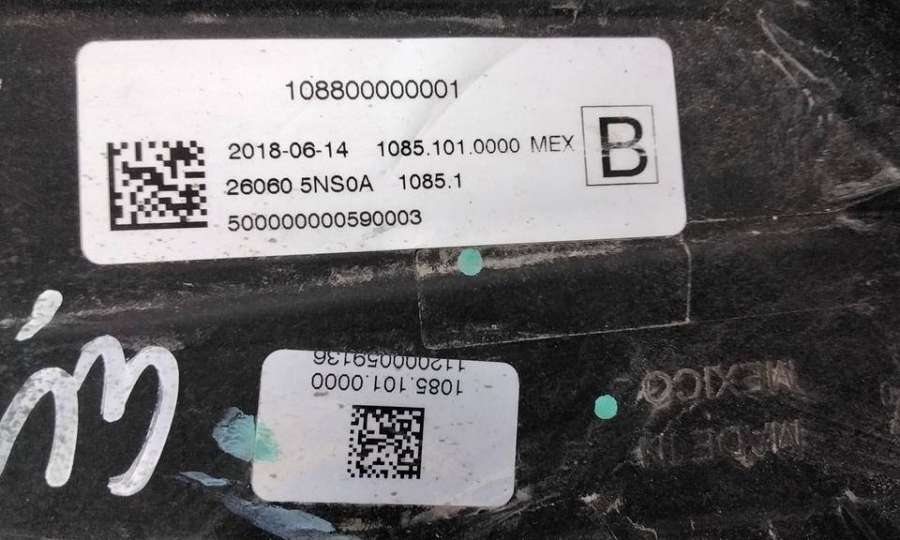 108800000001
2018-06-14 1085.101.0000 MEX B
26060 5NS0A 1085.1
500000000590003
1085.101.0000
112000059136
MADE IN
MEXICO